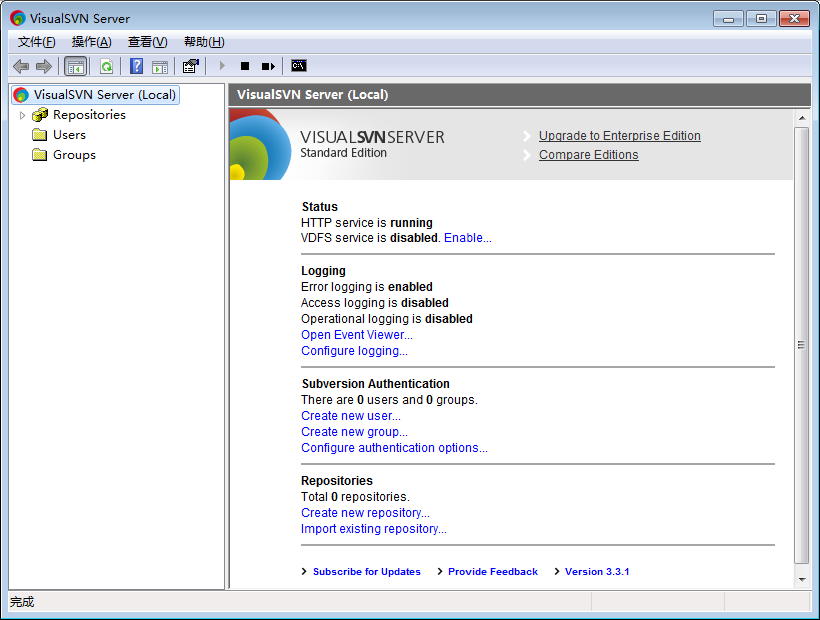 VisualSVN Server
文件(F) 操作(A) 查看(V) 帮助(H)
C:\
VisualSVN Server (Local)
Repositories
Users
Groups
VisualSVN Server (Local)
VISUALSVNSERVER
Standard Edition
Upgrade to Enterprise Edition
Compare Editions
Status
HTTP service is running
VDFS service is disabled. Enable...
Logging
Error logging is enabled
Access logging is disabled
Operational logging is disabled
Open Event Viewer...
Configure logging...
Subversion Authentication
There are 0 users and 0 groups.
Create new user...
Create new group...
Configure authentication options...
Repositories
Total 0 repositories.
Create new repository...
Import existing repository...
Subscribe for Updates Provide Feedback Version 3.3.1
完成